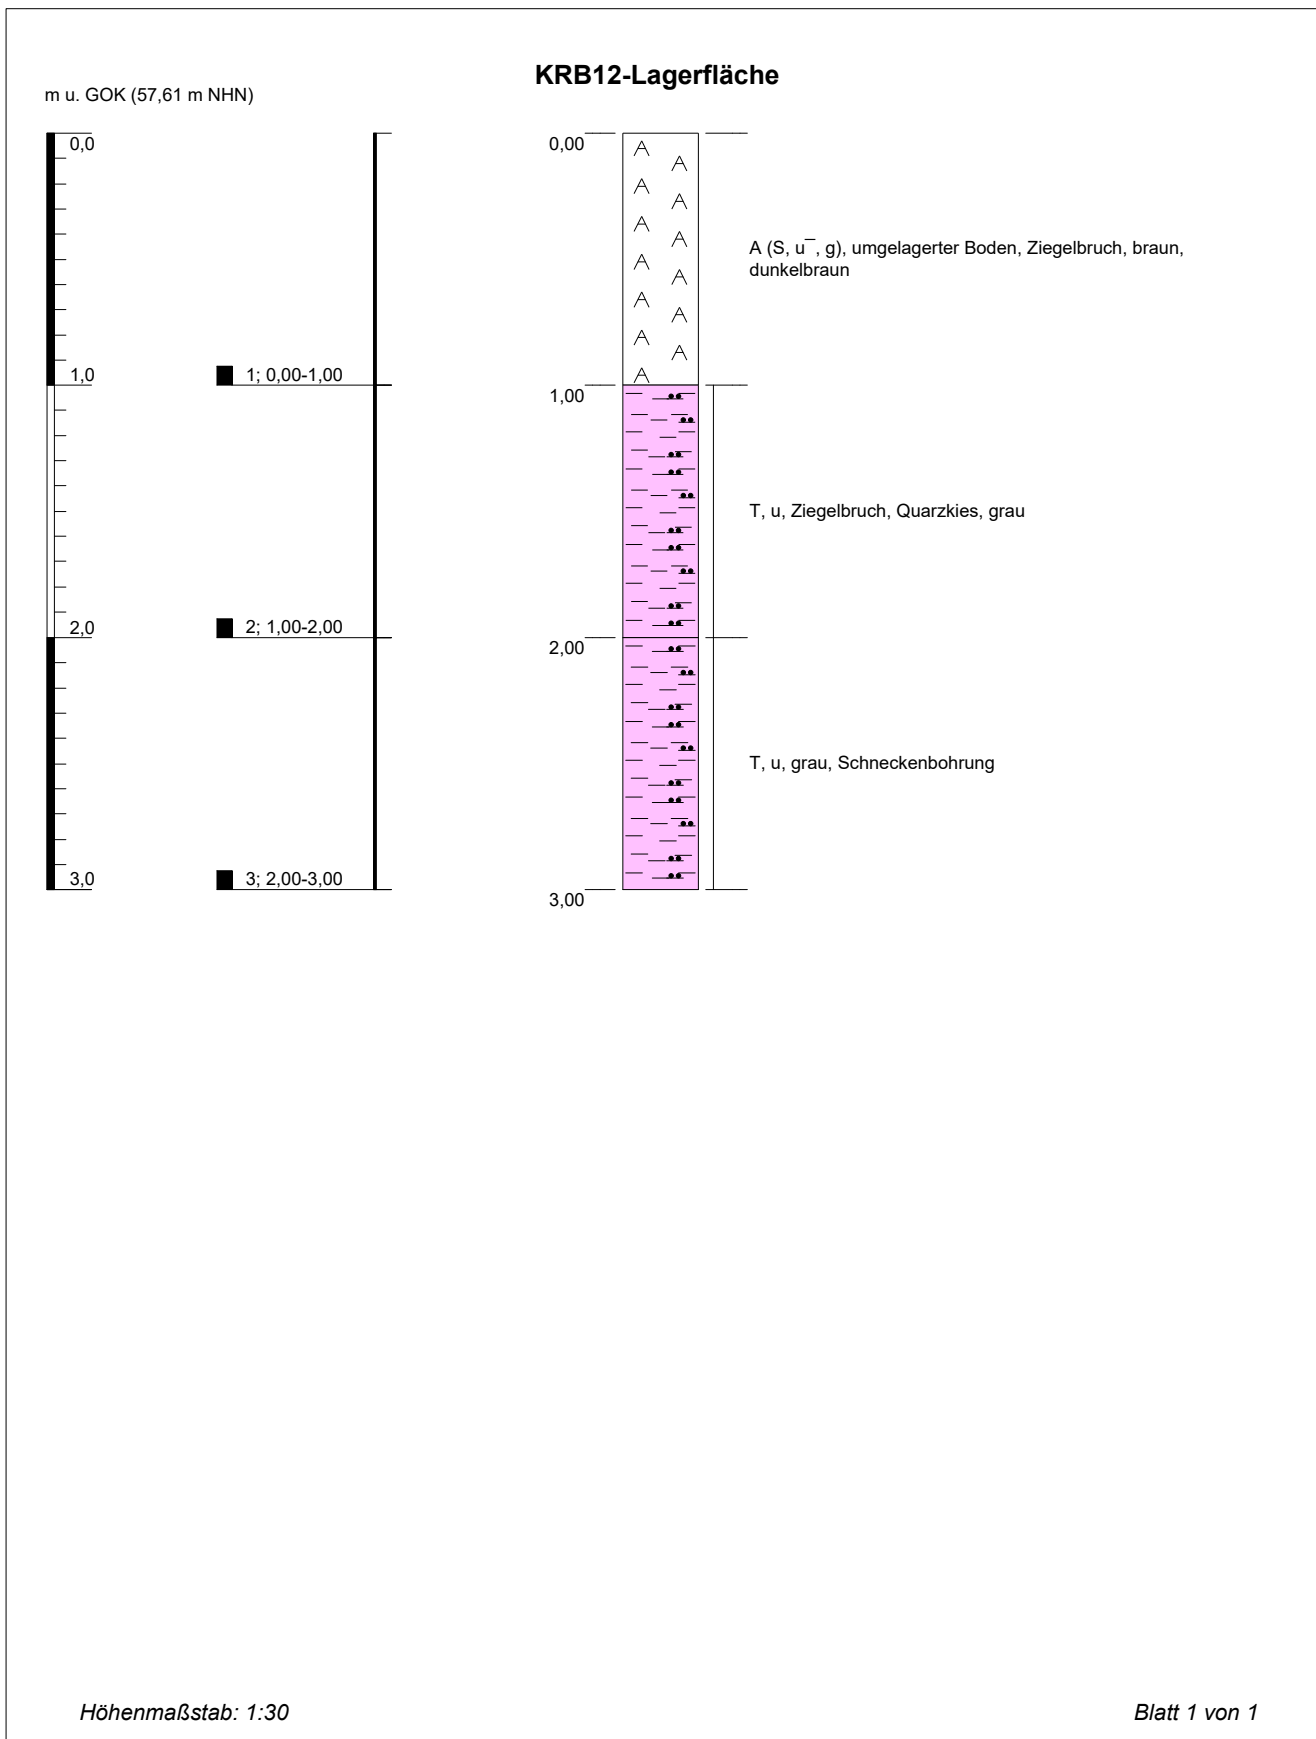 KRB12-Lagerfläche
m u. GOK (57,61 m NHN)
0,0
0,00
A (S, u¯, g), umgelagerter Boden, Ziegelbruch, braun,
dunkelbraun
1,0
1; 0,00-1,00
1,00
T, u, Ziegelbruch, Quarzkies, grau
2,0
2; 1,00-2,00
2,00
T, u, grau, Schneckenbohrung
3,0
3; 2,00-3,00
3,00
Höhenmaßstab: 1:30
Blatt 1 von 1